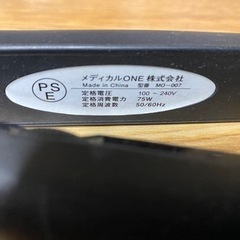 PS
E
メディカルONE 株式会社
Made in China 型番 MO-007
定格電圧 100~240V
定格消費電力 75W
定格周波数 50/60Hz